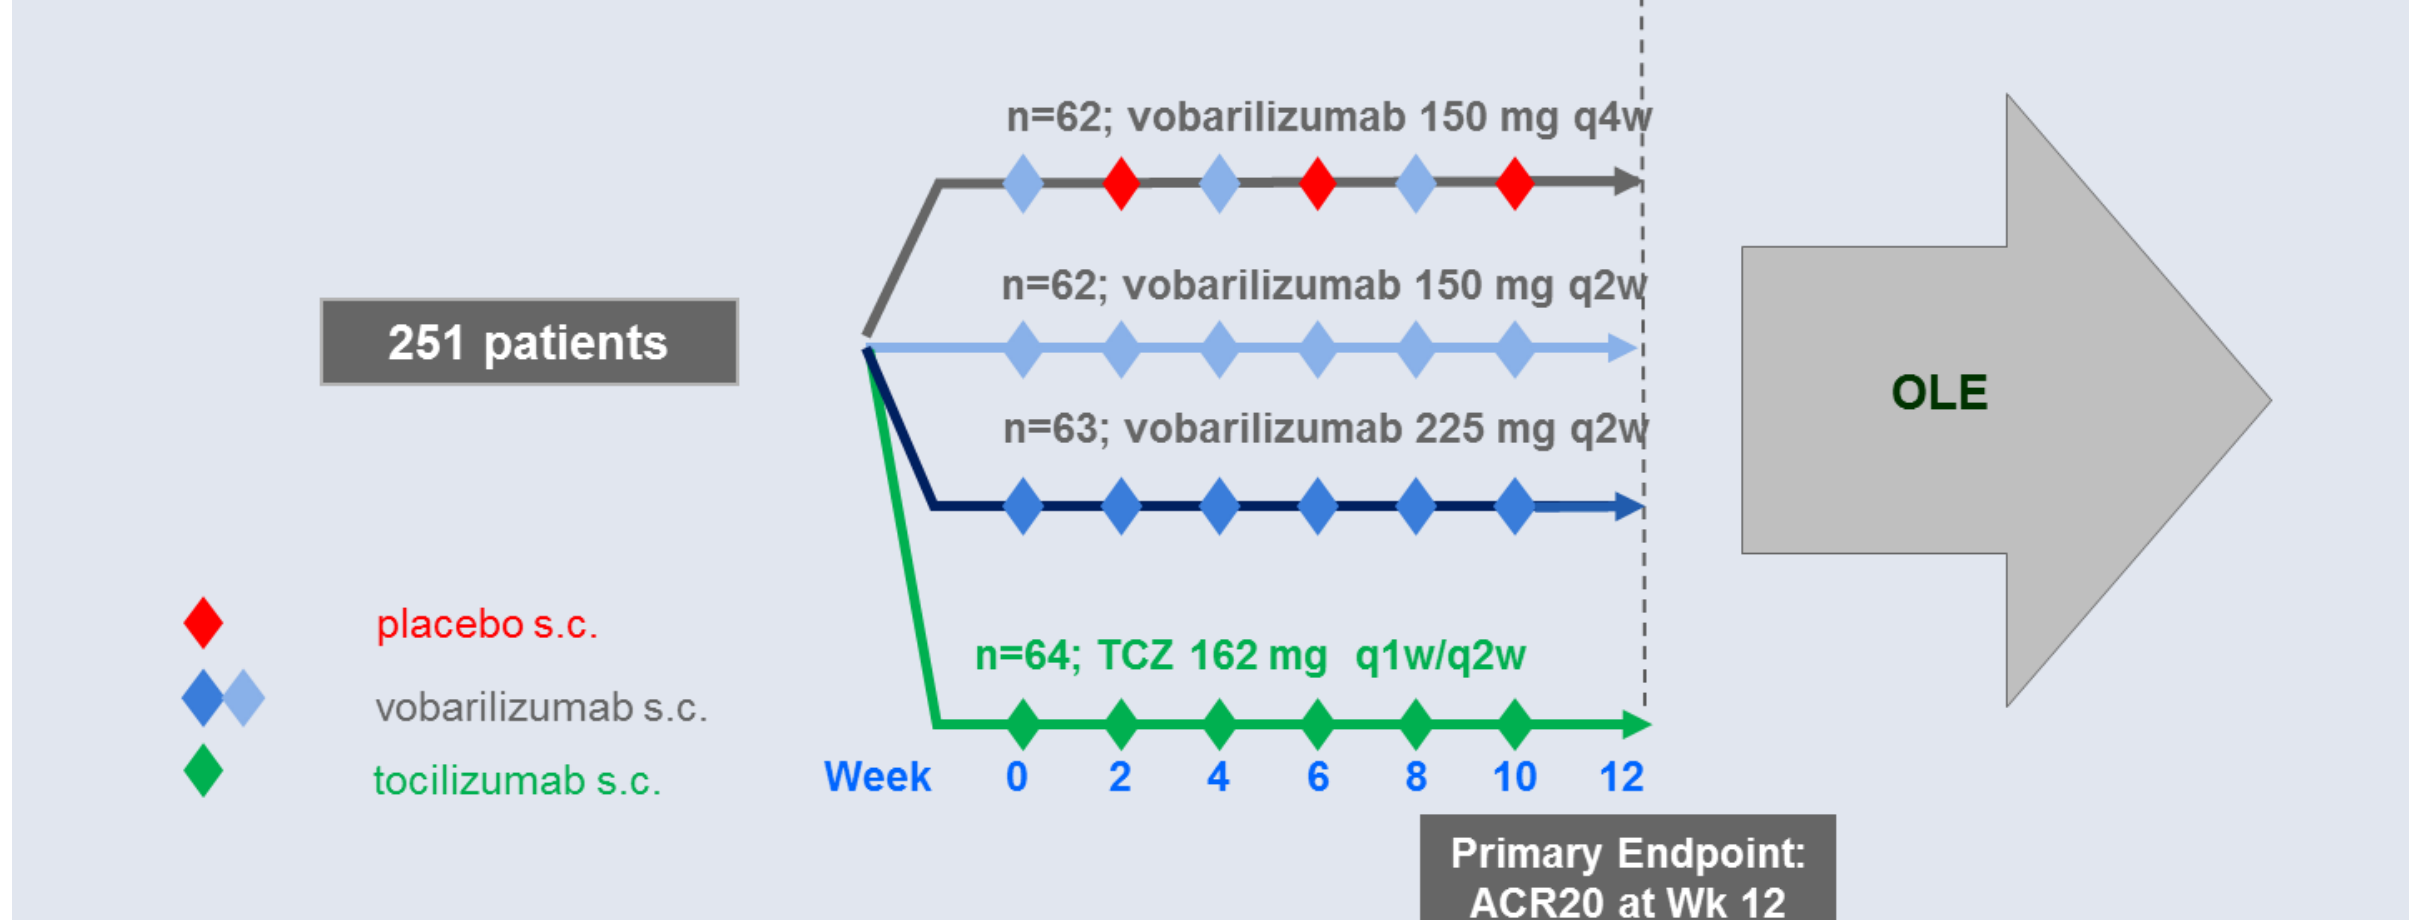 n=62; vobarilizumab 150 mg q4w
n=62; vobarilizumab 150 mg q2w
251 patients
n=63; vobarilizumab 225 mg q2w
OLE
placebo s.c.
n=64; TCZ 162 mg q1w/q2w
vobarilizumab s.c.
tocilizumab s.c.
Week 0 2 4 6 8 10 12
Primary Endpoint:
ACR20 at Wk 12